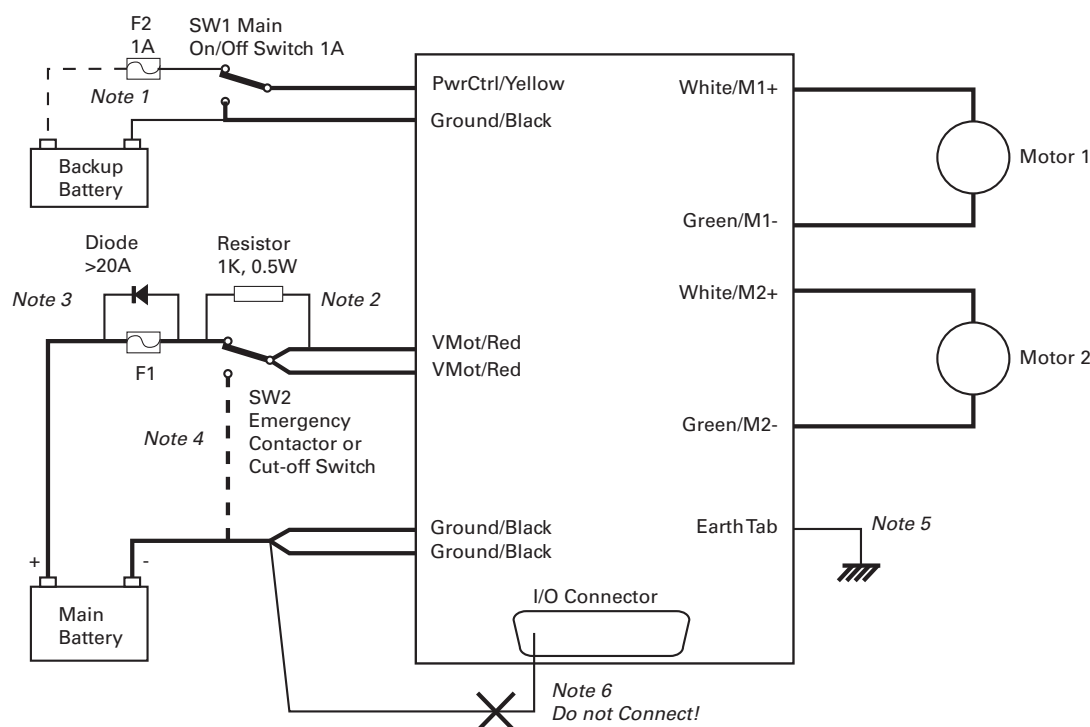 F2
1A
SW1 Main
On/Off Switch 1A
Note 1
Backup
Battery
PwrCtrl/Yellow
Ground/Black
White/M1+
Motor 1
Green/M1-
Diode
>20A
Resistor
1K, 0.5W
Note 3
Note 2
F1
VMot/Red
VMot/Red
White/M2+
Motor 2
Green/M2-
SW2
Emergency
Contactor or
Cut-off Switch
Note 4
Ground/Black
Ground/Black
Earth Tab
Note 5
+
-
Main
Battery
I/O Connector
Note 6
Do not Connect!